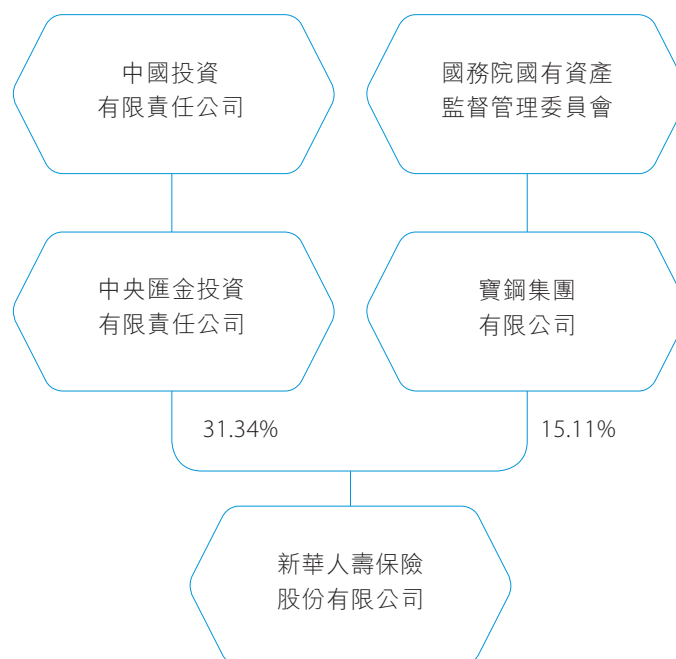 中國投資
有限責任公司
國務院國有資產
監督管理委員會
中央匯金投資
有限責任公司
寶鋼集團
有限公司
31.34%
15.11%
新華人壽保險
股份有限公司